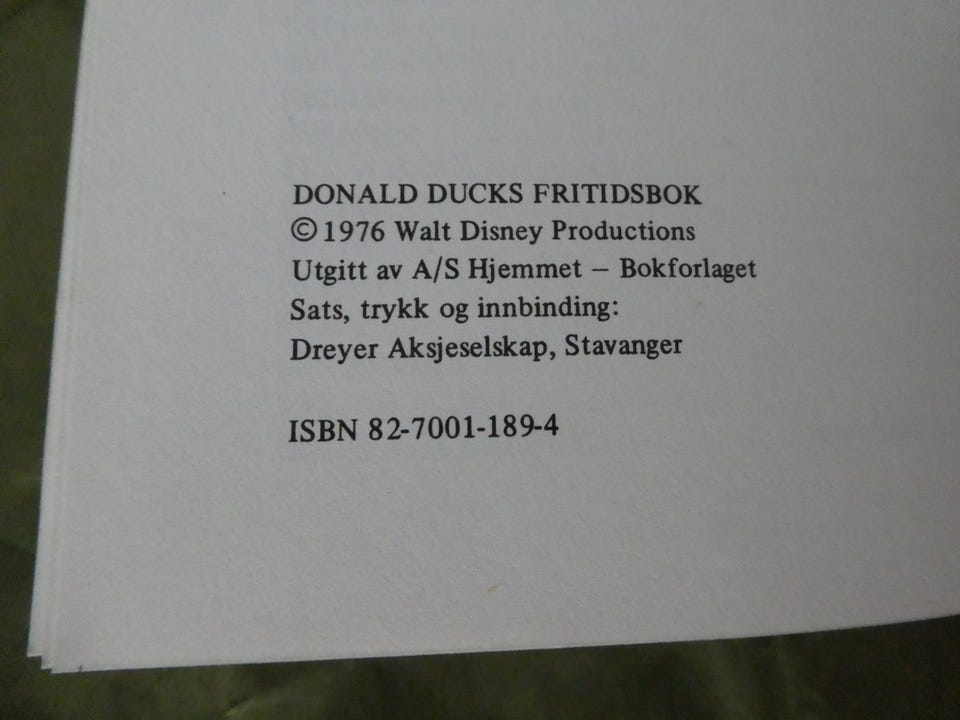 DONALD DUCKS FRITIDSBOK
© 1976 Walt Disney Productions
Utgitt av A/S Hjemmet – Bokforlaget
Sats, trykk og innbinding:
Dreyer Aksjeselskap, Stavanger
ISBN 82-7001-189-4